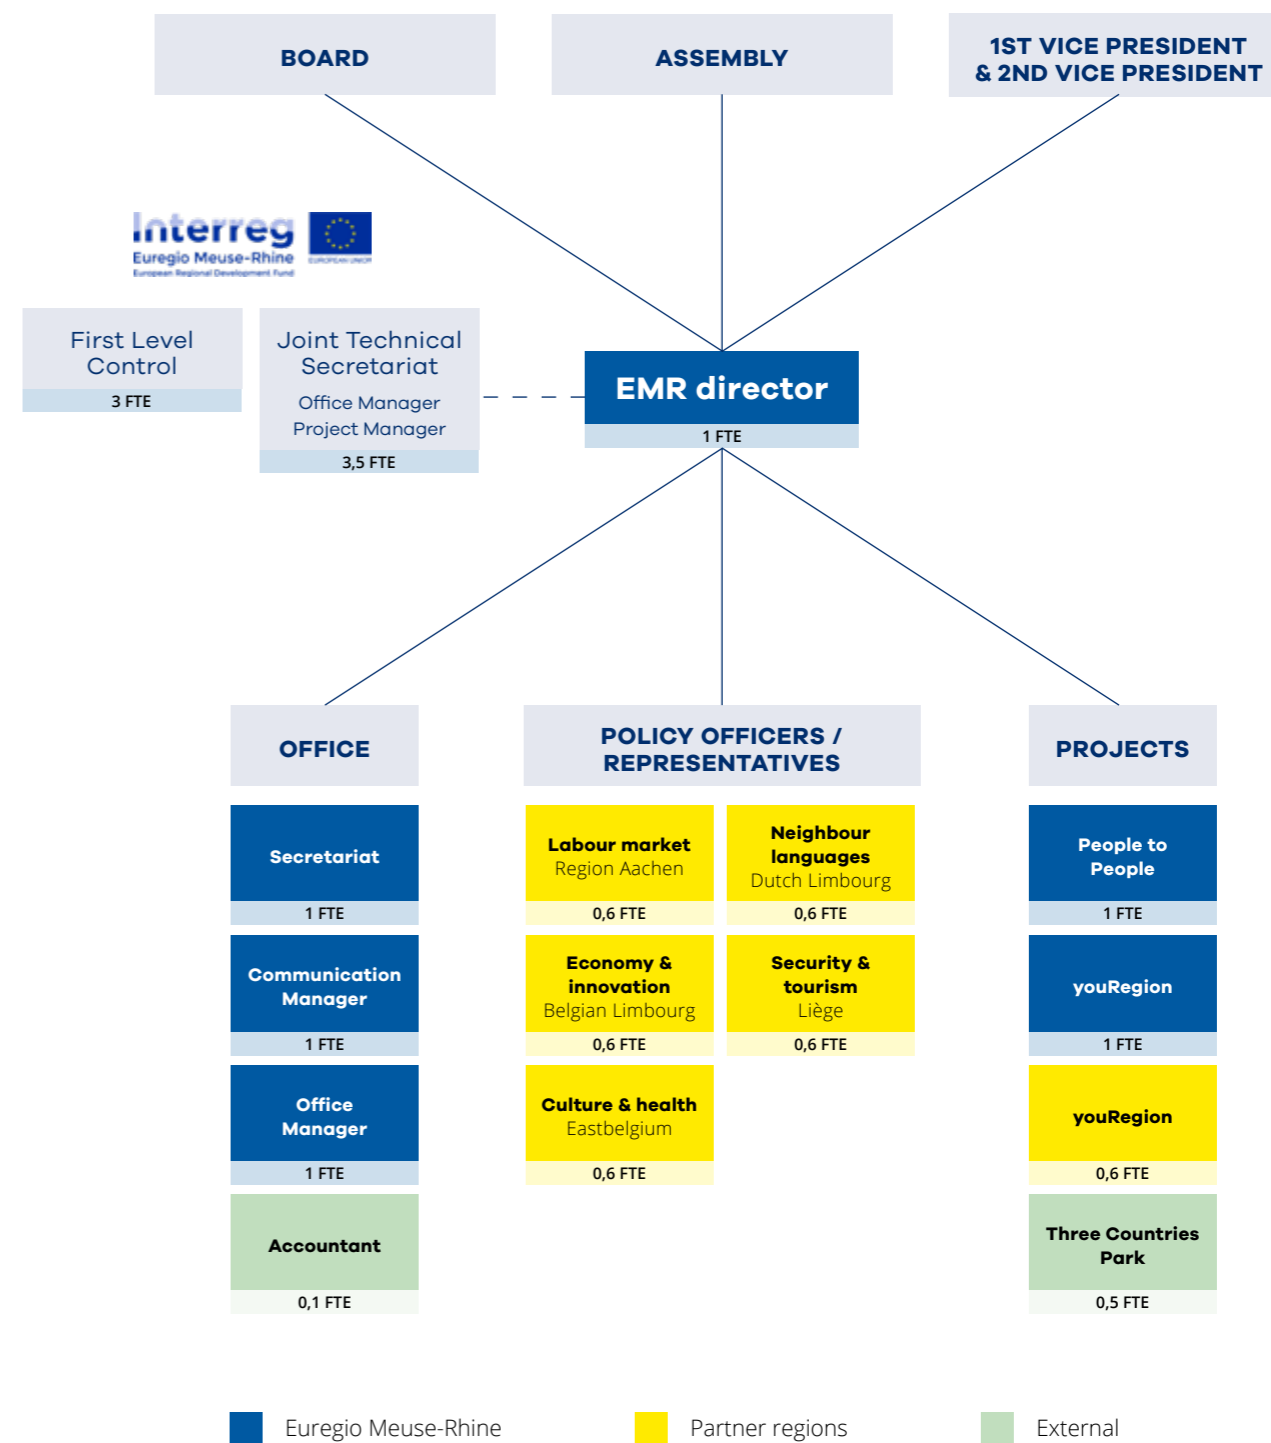 BOARD
ASSEMBLY
1ST VICE PRESIDENT
& 2ND VICE PRESIDENT
Interreg
Euregio Meuse-Rhine
European Regional Development Fund
EUROPEAN UNION
First Level
Control
3 FTE
Joint Technical
Secretariat
Office Manager
Project Manager
3,5 FTE
EMR director
1 FTE
OFFICE
Secretariat
1 FTE
Communication
Manager
1 FTE
Office
Manager
1 FTE
Accountant
0,1 FTE
POLICY OFFICERS /
REPRESENTATIVES
Labour market
Region Aachen
0,6 FTE
Neighbour
languages
Dutch Limbourg
0,6 FTE
Economy &
innovation
Belgian Limbourg
0,6 FTE
Security &
tourism
Liège
0,6 FTE
Culture & health
Eastbelgium
0,6 FTE
PROJECTS
People to
People
1 FTE
youRegion
1 FTE
youRegion
0,6 FTE
Three Countries
Park
0,5 FTE
Euregio Meuse-Rhine
Partner regions
External